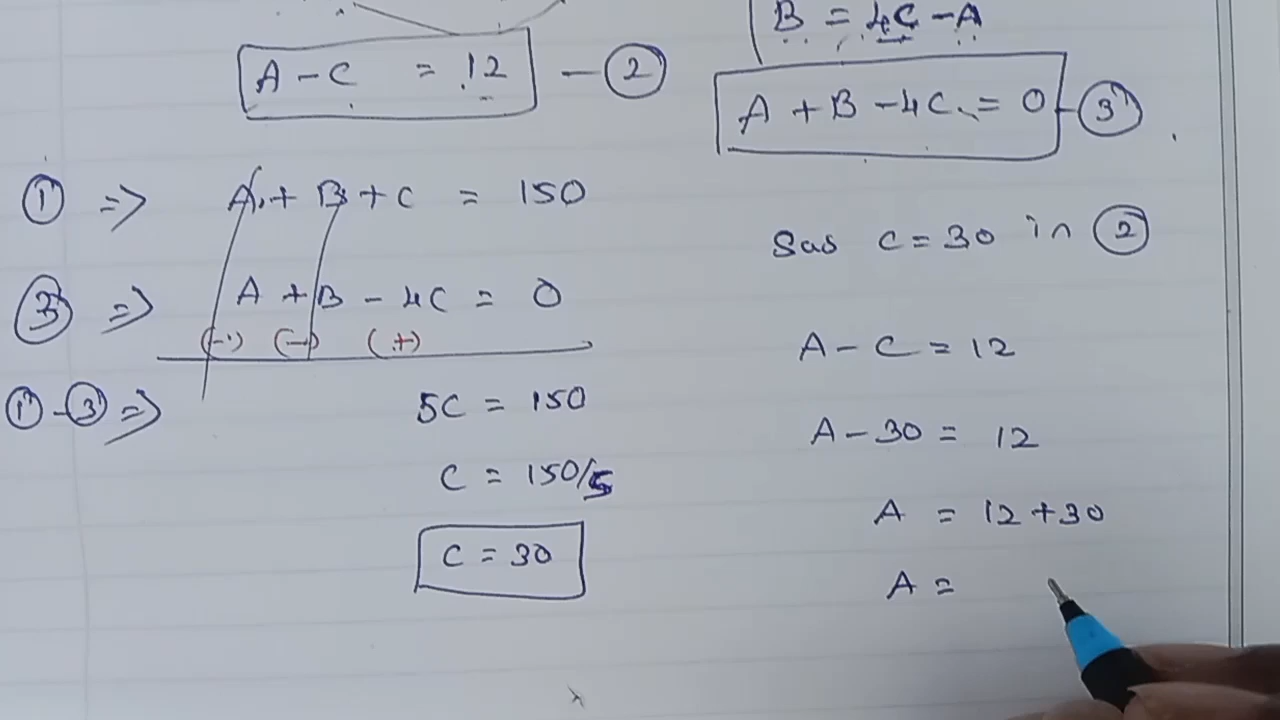 B = 4C - A
A - C = 12 — 2
A + B - 4C = 0 - 3
1 => A + B + C = 150
3 => A + B - 4C = 0
(-) (-) (+)
1 - 3 => 5C = 150
C = 150/5
C = 30
Sub C = 30 in 2
A - C = 12
A - 30 = 12
A = 12 + 30
A =